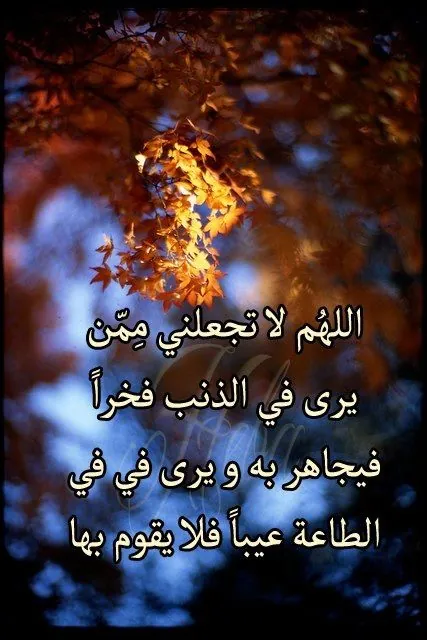 اللهُم لا تجعلني مِمّن
يرى في الذنب فخراً
فيجاهر به و يرى في في
الطاعة عيباً فلا يقوم بها